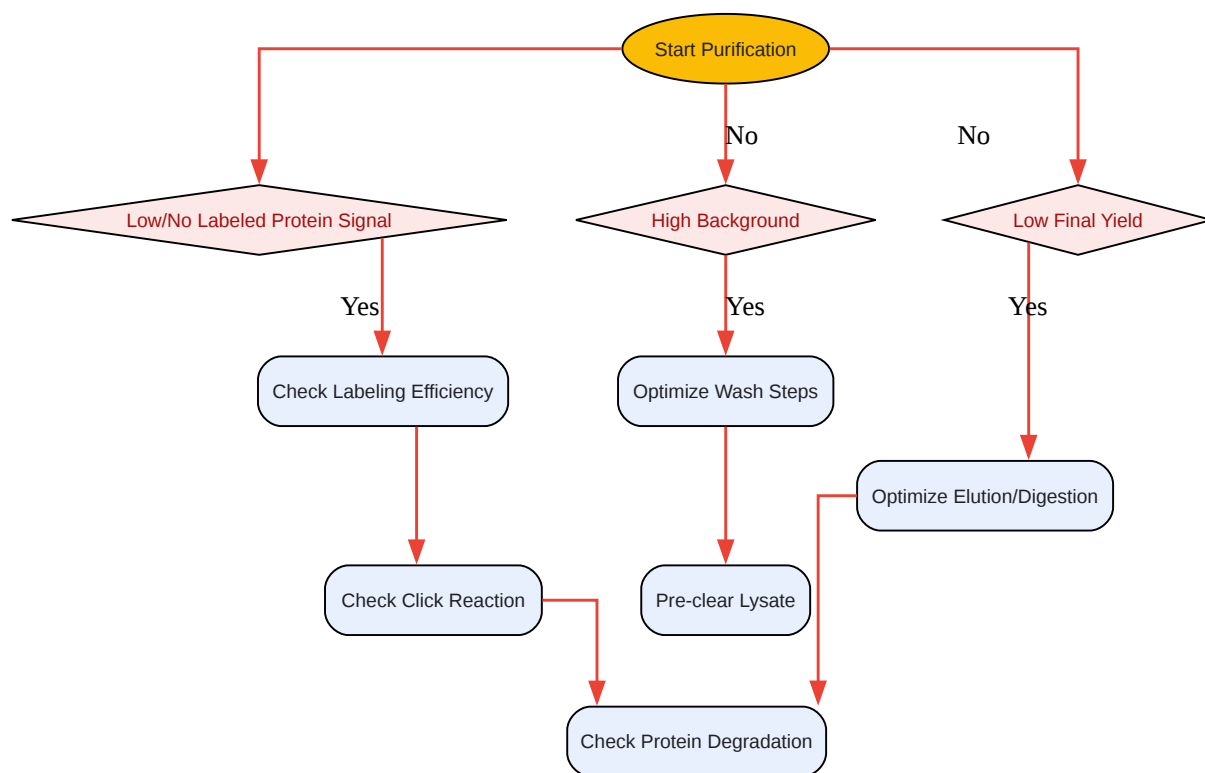 Start Purification
No
No
Low/No Labeled Protein Signal
High Background
Low Final Yield
Yes
Yes
Yes
Check Labeling Efficiency
Optimize Wash Steps
Optimize Elution/Digestion
Check Click Reaction
Pre-clear Lysate
Check Protein Degradation